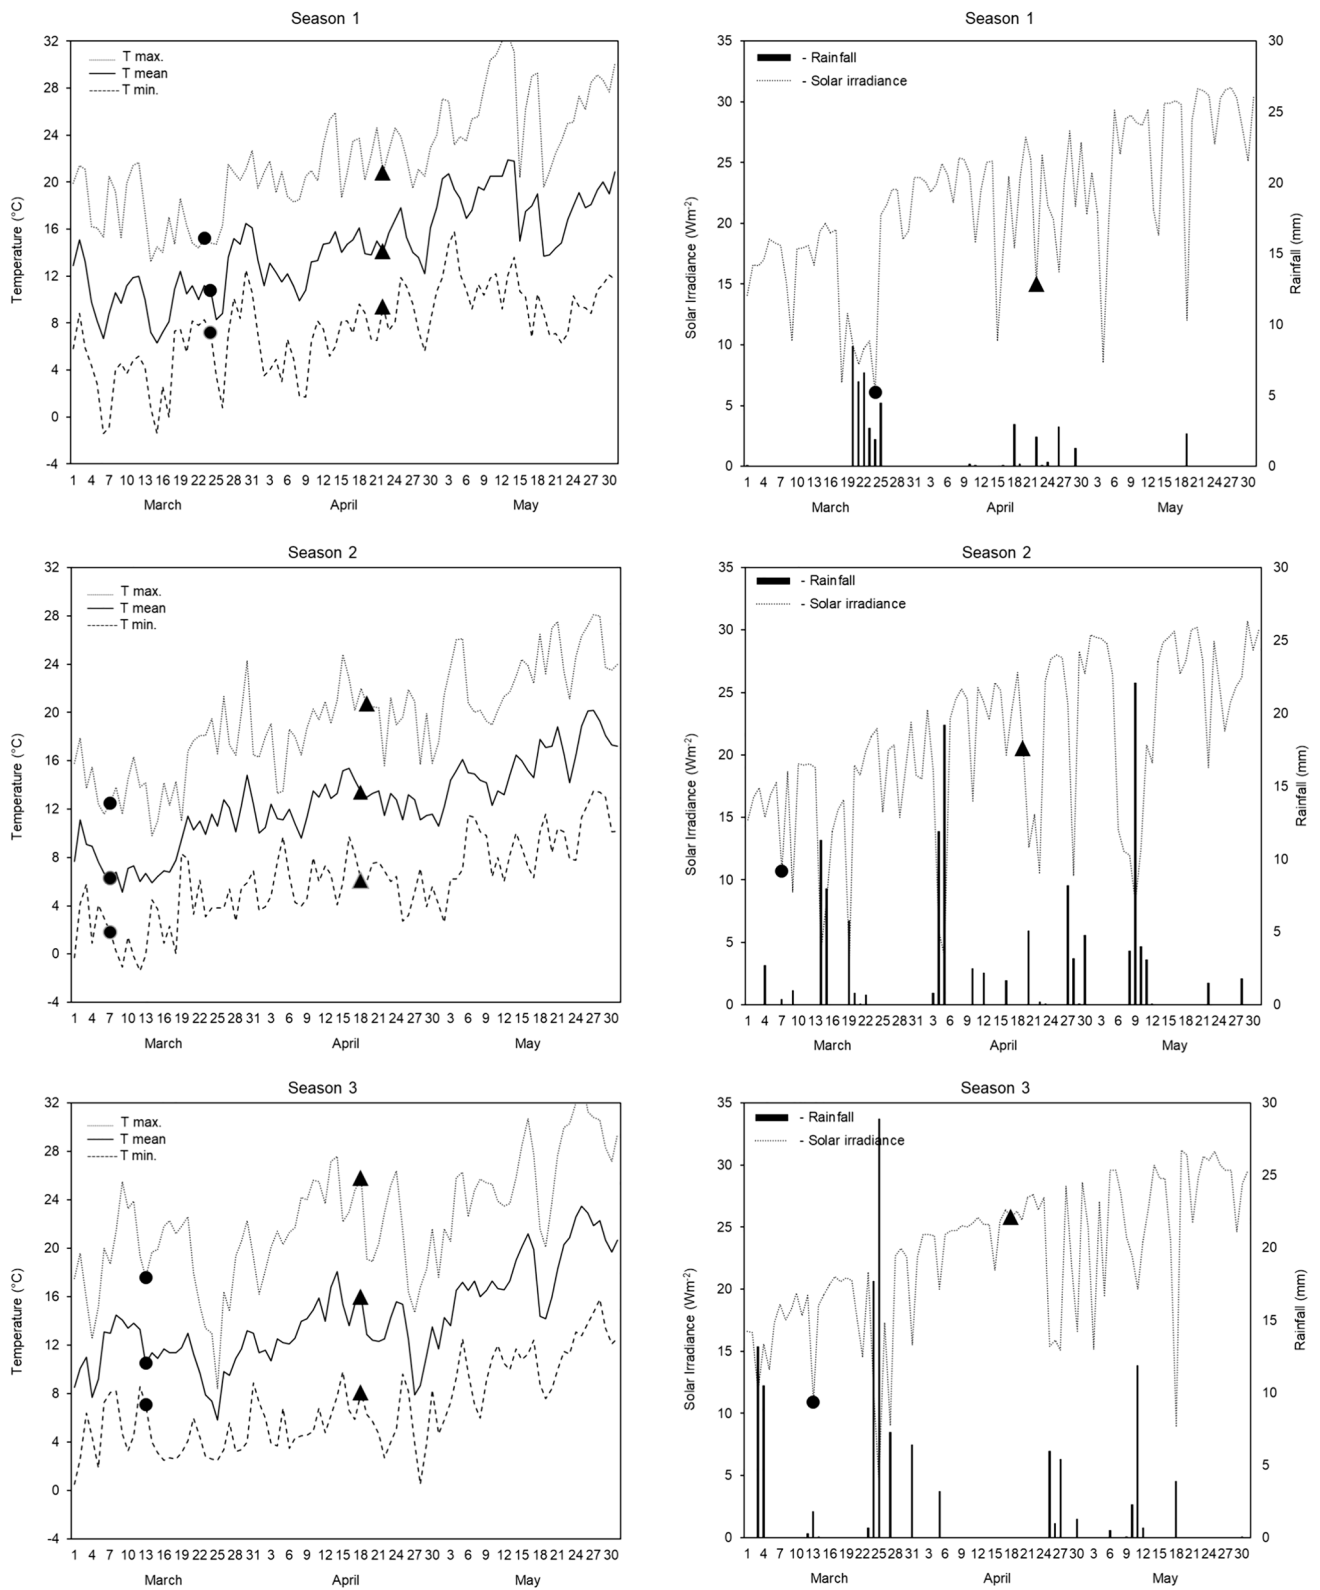 Season 1
32
28
24
20
16
12
8
4
0
-4
Temperature (°C)
T max.
T mean
T min.
1 4 7 10 13 16 19 22 25 28 31 3 6 9 12 15 18 21 24 27 30 3 6 9 12 15 18 21 24 27 30
March April May
Season 1
35
30
25
20
15
10
5
0
Solar Irradiance (Wm-2)
- Rainfall
- Solar irradiance
30
25
20
15
10
5
0
Rainfall (mm)
1 4 7 10 13 16 19 22 25 28 31 3 6 9 12 15 18 21 24 27 30 3 6 9 12 15 18 21 24 27 30
March April May
Season 2
32
28
24
20
16
12
8
4
0
-4
Temperature (°C)
T max.
T mean
T min.
1 4 7 10 13 16 19 22 25 28 31 3 6 9 12 15 18 21 24 27 30 3 6 9 12 15 18 21 24 27 30
March April May
Season 2
35
30
25
20
15
10
5
0
Solar Irradiance (Wm-2)
- Rainfall
- Solar irradiance
30
25
20
15
10
5
0
Rainfall (mm)
1 4 7 10 13 16 19 22 25 28 31 3 6 9 12 15 18 21 24 27 30 3 6 9 12 15 18 21 24 27 30
March April May
Season 3
32
28
24
20
16
12
8
4
0
-4
Temperature (°C)
T max.
T mean
T min.
1 4 7 10 13 16 19 22 25 28 31 3 6 9 12 15 18 21 24 27 30 3 6 9 12 15 18 21 24 27 30
March April May
Season 3
35
30
25
20
15
10
5
0
Solar Irradiance (Wm-2)
- Rainfall
- Solar irradiance
30
25
20
15
10
5
0
Rainfall (mm)
1 4 7 10 13 16 19 22 25 28 31 3 6 9 12 15 18 21 24 27 30 3 6 9 12 15 18 21 24 27 30
March April May